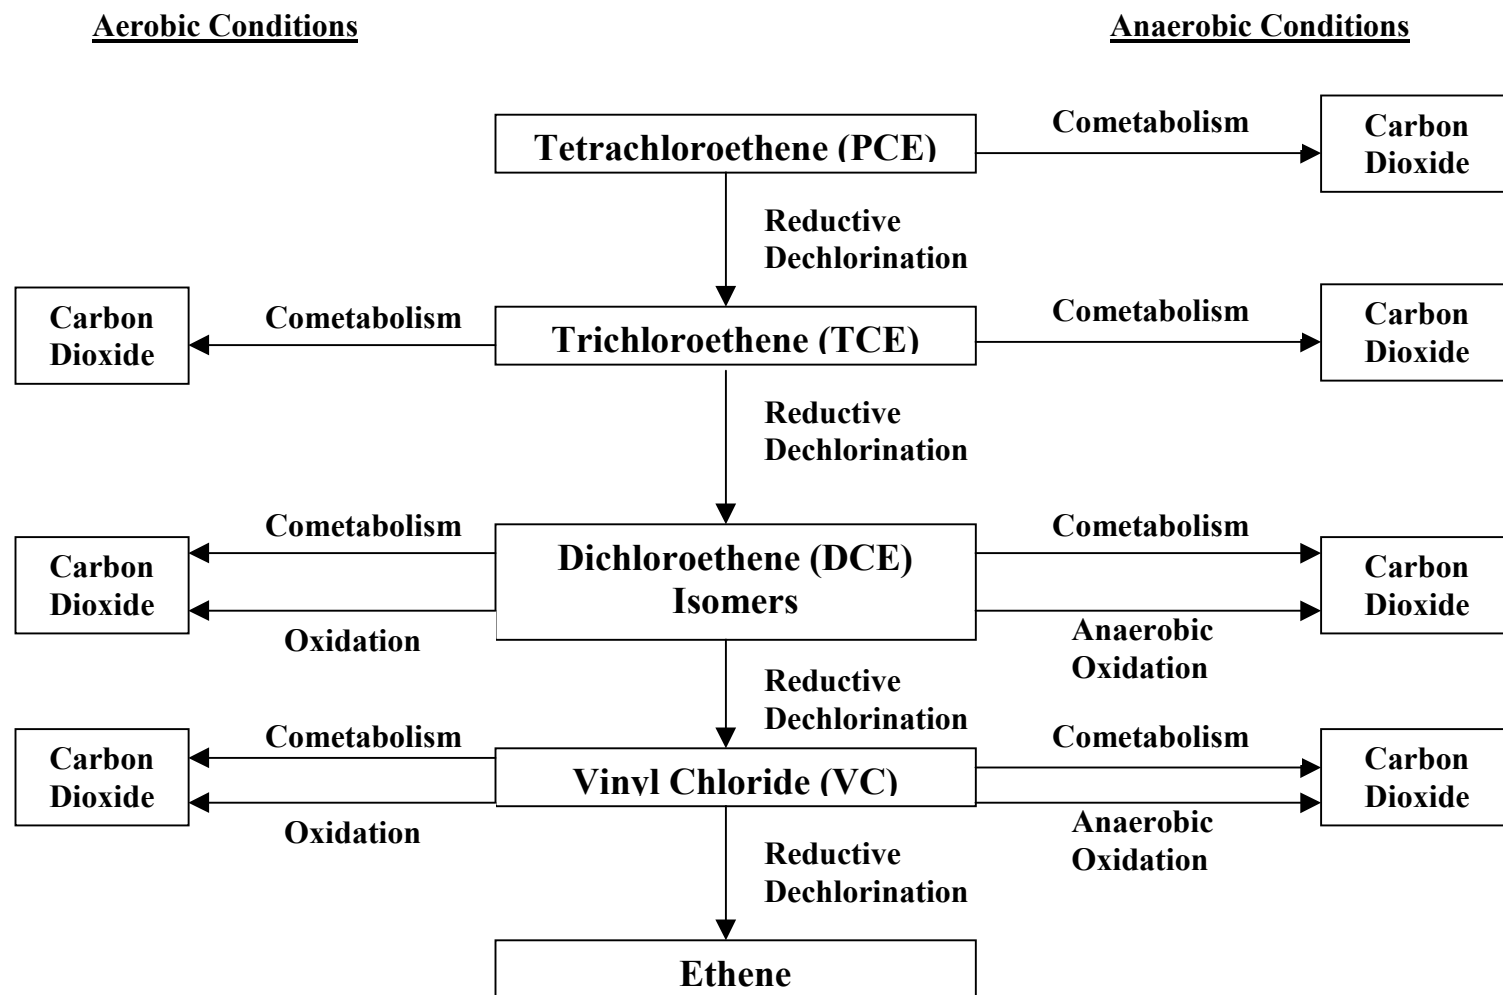 Aerobic Conditions
Anaerobic Conditions
Tetrachloroethene (PCE)
Cometabolism
Carbon
Dioxide
Reductive
Dechlorination
Carbon
Dioxide
Cometabolism
Trichloroethene (TCE)
Cometabolism
Carbon
Dioxide
Reductive
Dechlorination
Carbon
Dioxide
Cometabolism
Oxidation
Dichloroethene (DCE)
Isomers
Cometabolism
Anaerobic
Oxidation
Carbon
Dioxide
Reductive
Dechlorination
Carbon
Dioxide
Cometabolism
Oxidation
Vinyl Chloride (VC)
Cometabolism
Anaerobic
Oxidation
Carbon
Dioxide
Reductive
Dechlorination
Ethene